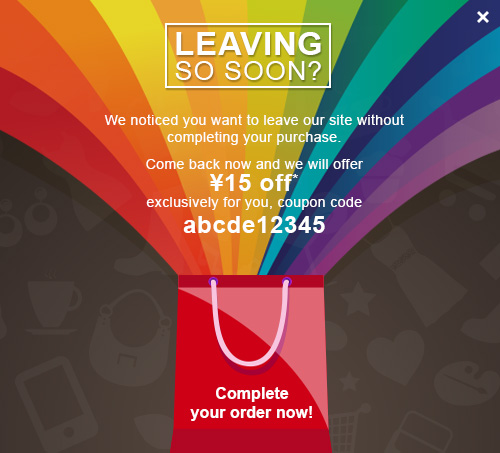 LEAVING
SO SOON?
We noticed you want to leave our site without
completing your purchase.
Come back now and we will offer
¥15 off*
exclusively for you, coupon code
abcde12345
Complete
your order now!